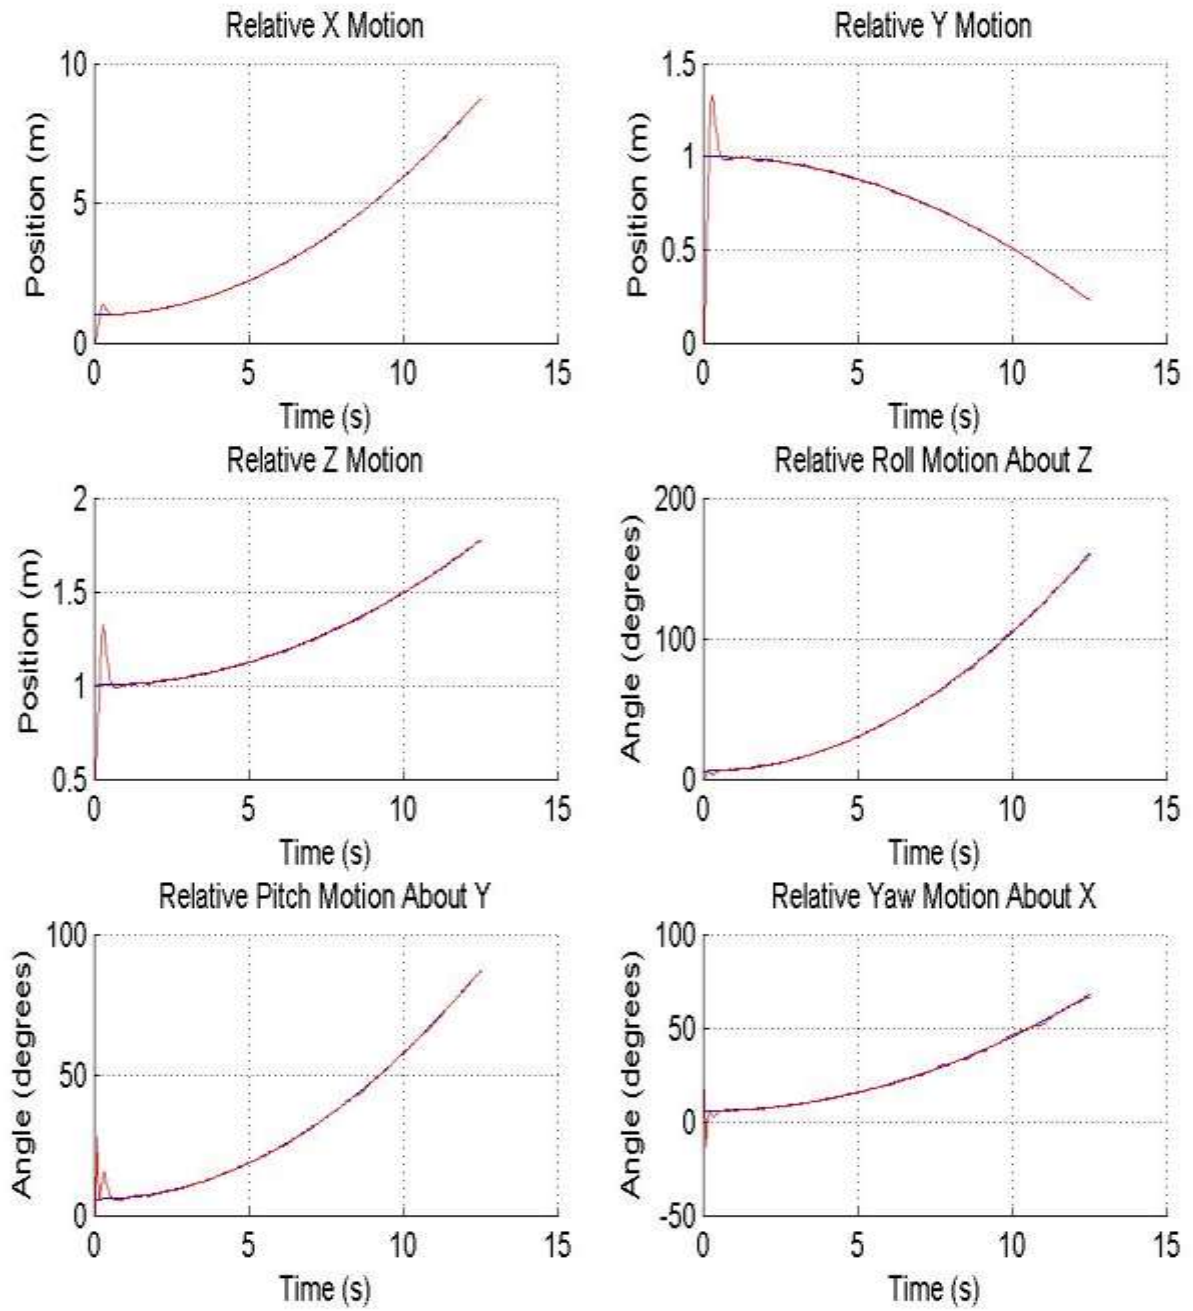 Relative X Motion
10
5
0
Position (m)
0 5 10 15
Time (s)
Relative Y Motion
1.5
1
0.5
0
Position (m)
0 5 10 15
Time (s)
Relative Z Motion
2
1.5
1
0.5
Position (m)
0 5 10 15
Time (s)
Relative Roll Motion About Z
200
100
0
Angle (degrees)
0 5 10 15
Time (s)
Relative Pitch Motion About Y
100
50
0
Angle (degrees)
0 5 10 15
Time (s)
Relative Yaw Motion About X
100
50
0
-50
Angle (degrees)
0 5 10 15
Time (s)